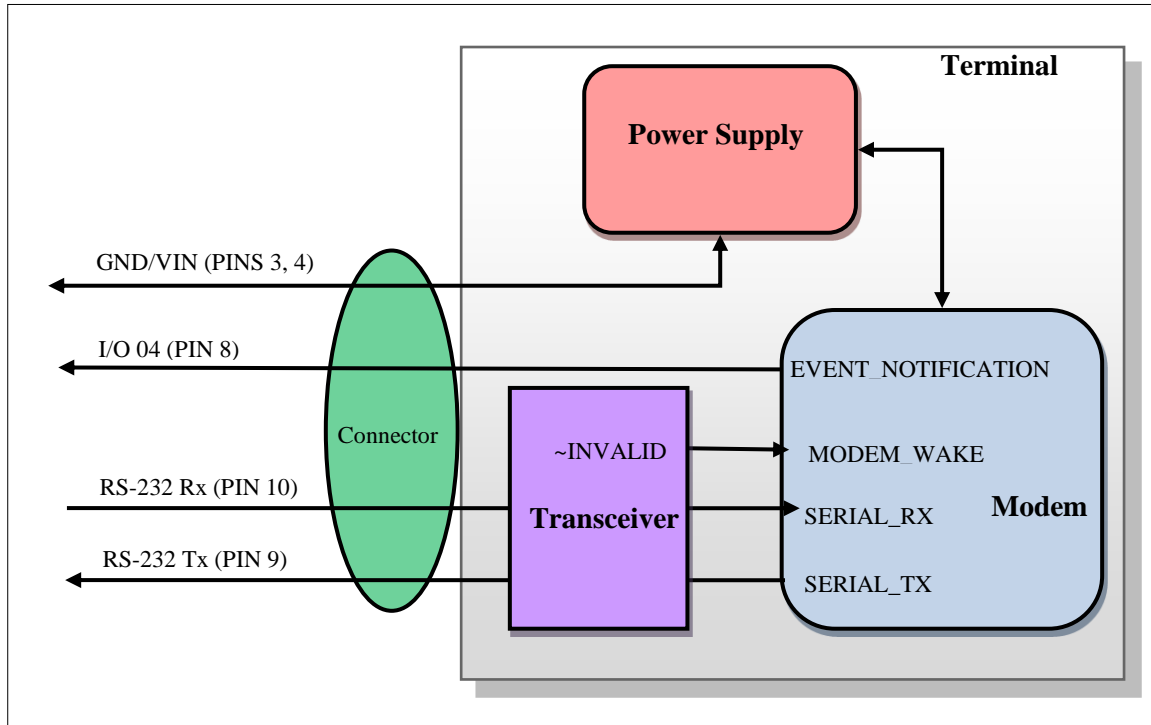 Terminal
Power Supply
GND/VIN (PINS 3, 4)
I/O 04 (PIN 8)
EVENT_NOTIFICATION
Connector
~INVALID
MODEM_WAKE
RS-232 Rx (PIN 10)
Transceiver
SERIAL_RX
Modem
RS-232 Tx (PIN 9)
SERIAL_TX